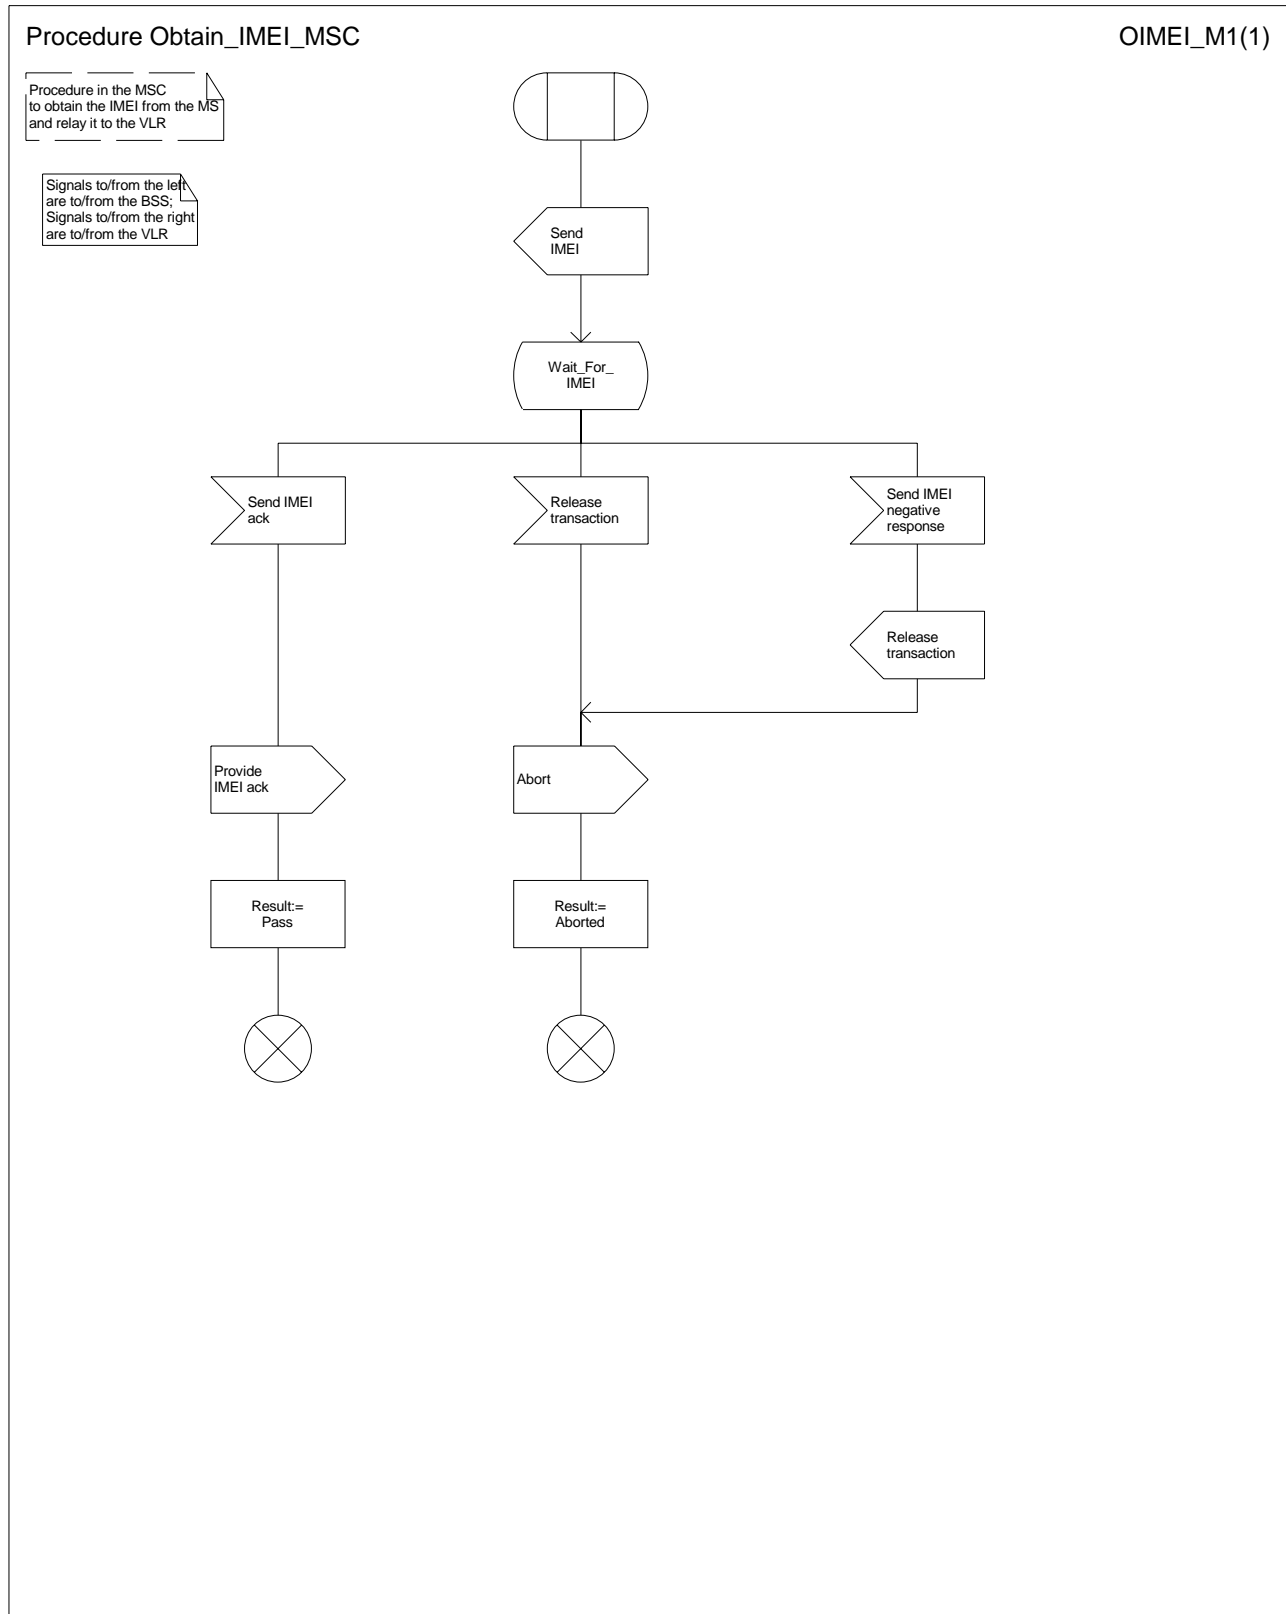 Procedure Obtain_IMEI_MSC
OIMEI_M1(1)
Procedure in the MSC
to obtain the IMEI from the MS
and relay it to the VLR
Signals to/from the left
are to/from the BSS;
Signals to/from the right
are to/from the VLR
Send
IMEI
Wait_For_
IMEI
Send IMEI
ack
Release
transaction
Send IMEI
negative
response
Release
transaction
Provide
IMEI ack
Abort
Result:=
Pass
Result:=
Aborted